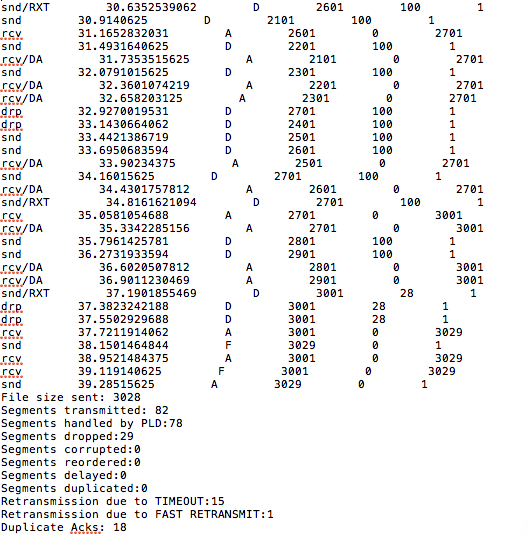 snd/RXT 30.6352539062 D 2601 100 1
snd 30.9140625 D 2101 100 1
rcv 31.1652832031 A 2601 0 2701
snd 31.4931640625 D 2201 100 1
rcv/DA 31.7353515625 A 2101 0 2701
snd 32.0791015625 D 2301 100 1
rcv/DA 32.3601074219 A 2201 0 2701
rcv/DA 32.658203125 A 2301 0 2701
drp 32.9270019531 D 2701 100 1
drp 33.1430664062 D 2401 100 1
snd 33.4421386719 D 2501 100 1
snd 33.6950683594 D 2601 100 1
rcv/DA 33.90234375 A 2501 0 2701
snd 34.16015625 D 2701 100 1
rcv/DA 34.4301757812 A 2601 0 2701
snd/RXT 34.8161621094 D 2701 100 1
rcv 35.0581054688 A 2701 0 3001
rcv/DA 35.3342285156 A 2701 0 3001
snd 35.7961425781 D 2801 100 1
snd 36.2731933594 D 2901 100 1
rcv/DA 36.6020507812 A 2801 0 3001
rcv/DA 36.9011230469 A 2901 0 3001
snd/RXT 37.1901855469 D 3001 28 1
drp 37.3823242188 D 3001 28 1
drp 37.5502929688 D 3001 28 1
rcv 37.7211914062 A 3001 0 3029
snd 38.1501464844 F 3029 0 1
rcv 38.9521484375 A 3001 0 3029
rcv 39.119140625 F 3001 0 3029
snd 39.28515625 A 3029 0 1
File size sent: 3028
Segments transmitted: 82
Segments handled by PLD:78
Segments dropped:29
Segments corrupted:0
Segments reordered:0
Segments delayed:0
Segments duplicated:0
Retransmission due to TIMEOUT:15
Retransmission due to FAST RETRANSMIT:1
Duplicate Acks: 18